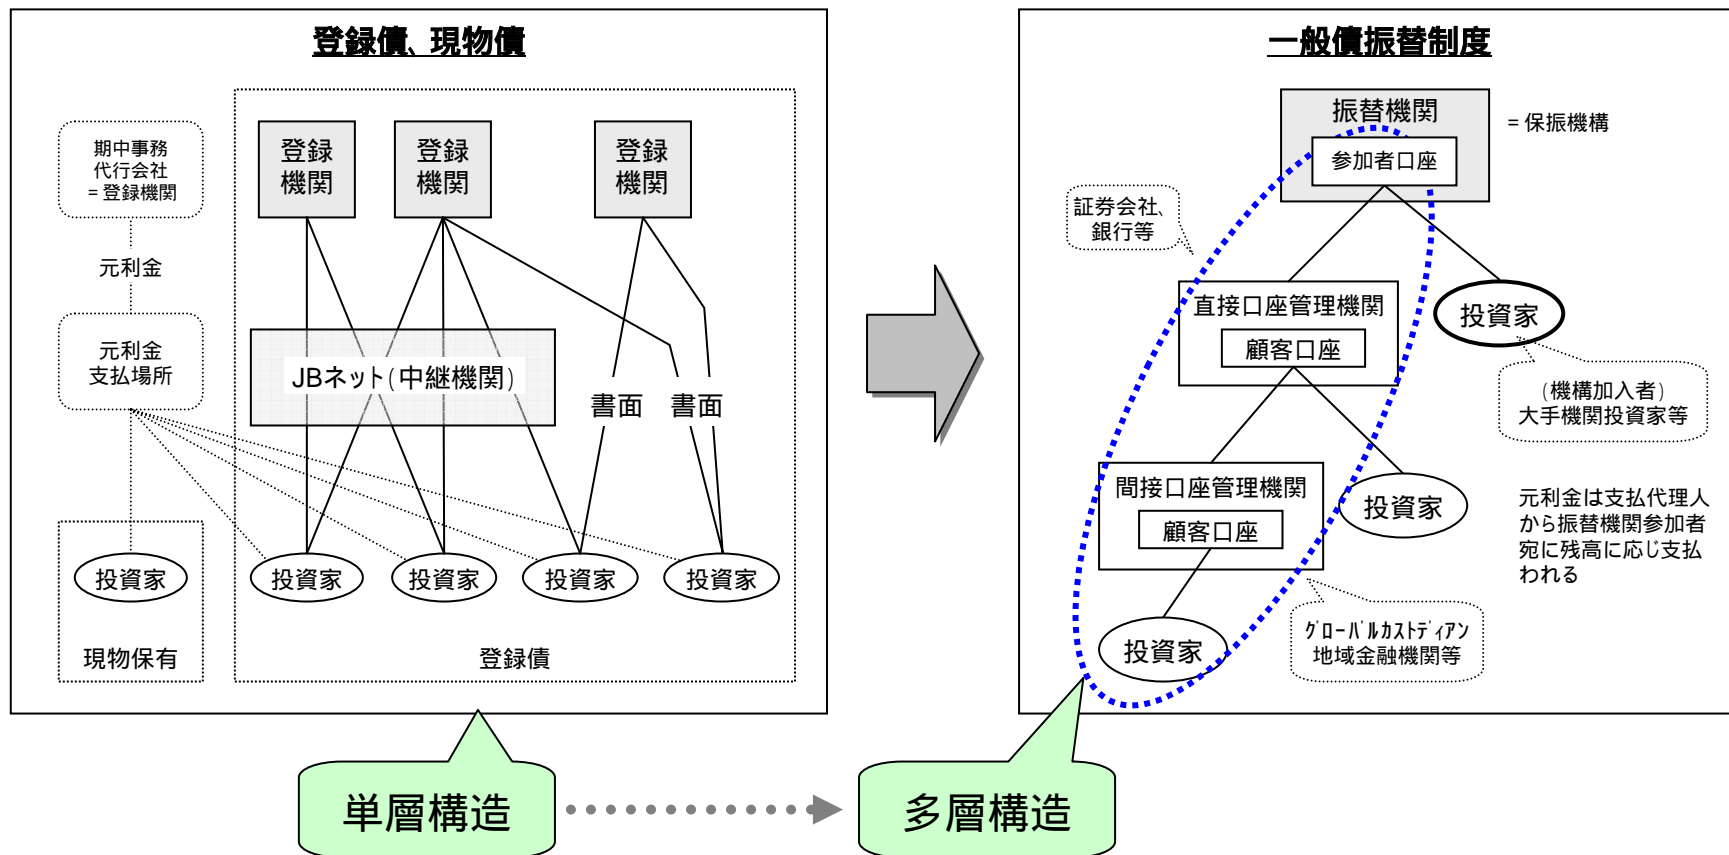 登録債、現物債
期中事務
代行会社
= 登録機関
元利金
元利金
支払場所
投資家
現物保有
登録
機関
登録
機関
登録
機関
JBネット(中継機関)
書面
書面
投資家
投資家
投資家
投資家
登録債
単層構造
一般債振替制度
振替機関
参加者口座
= 保振機構
証券会社、
銀行等
直接口座管理機関
顧客口座
投資家
(機構加入者)
大手機関投資家等
間接口座管理機関
顧客口座
投資家
元利金は支払代理人
から振替機関参加者
宛に残高に応じ支払
われる
投資家
グローバルカストディアン
地域金融機関等
多層構造